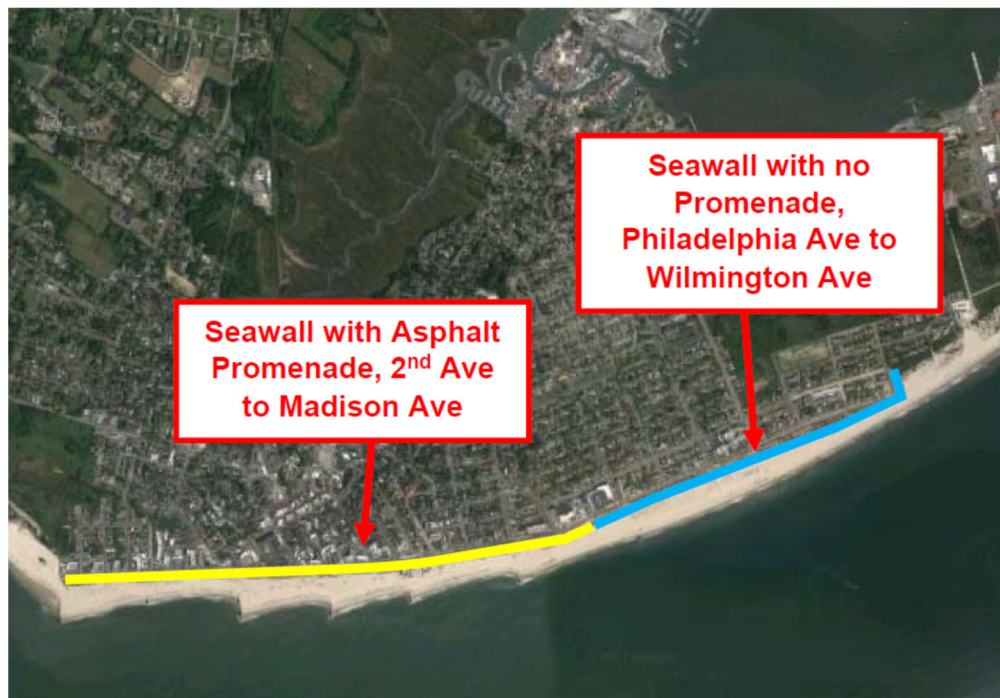 Seawall with no
Promenade,
Philadelphia Ave to
Wilmington Ave
Seawall with Asphalt
Promenade, 2nd Ave
to Madison Ave